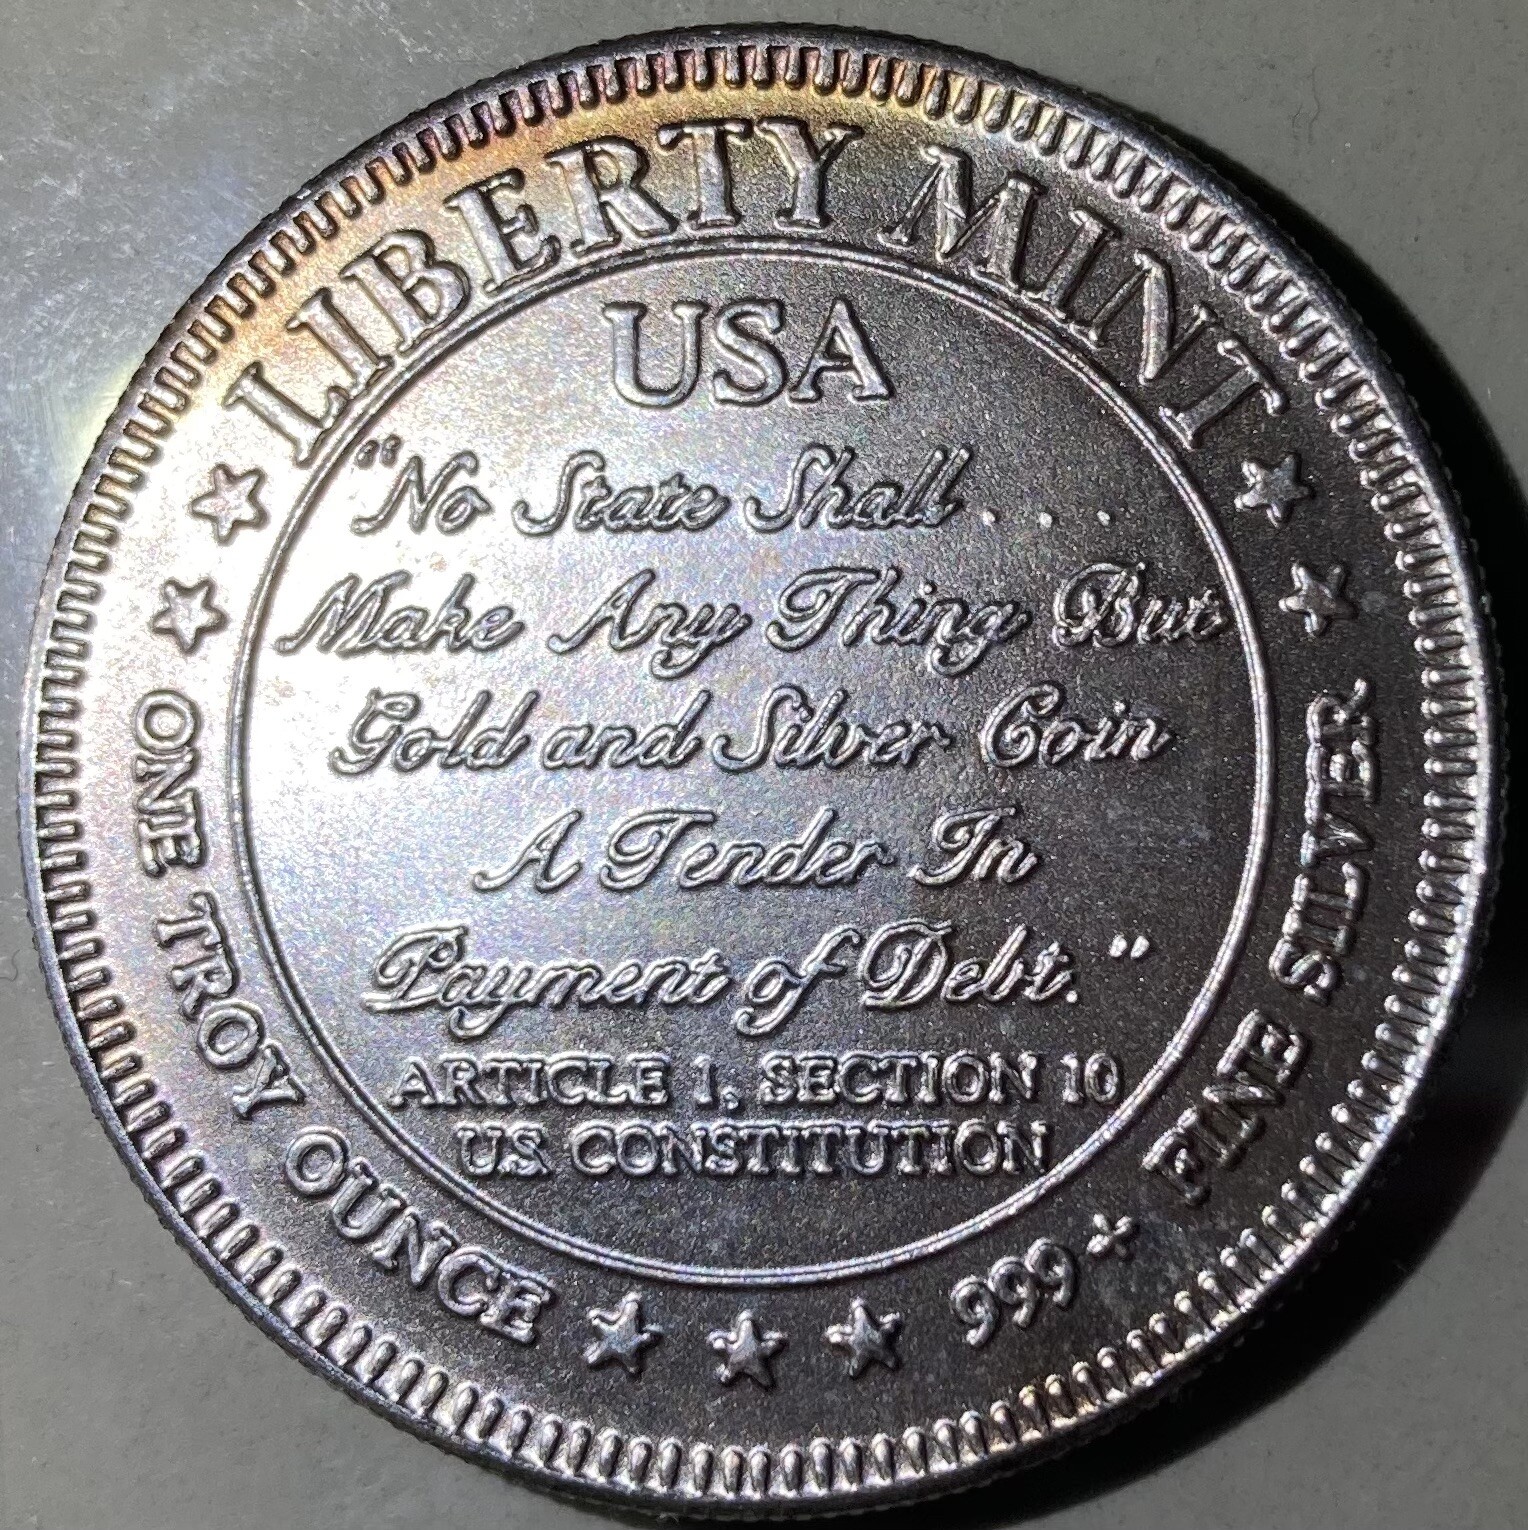 LIBERTY MINT
USA
"No State Shall....
Make Any Thing But
Gold and Silver Coin
A Tender In
Payment of Debt."
ARTICLE 1, SECTION 10
U.S. CONSTITUTION
ONE TROY OUNCE
999+ FINE SILVER